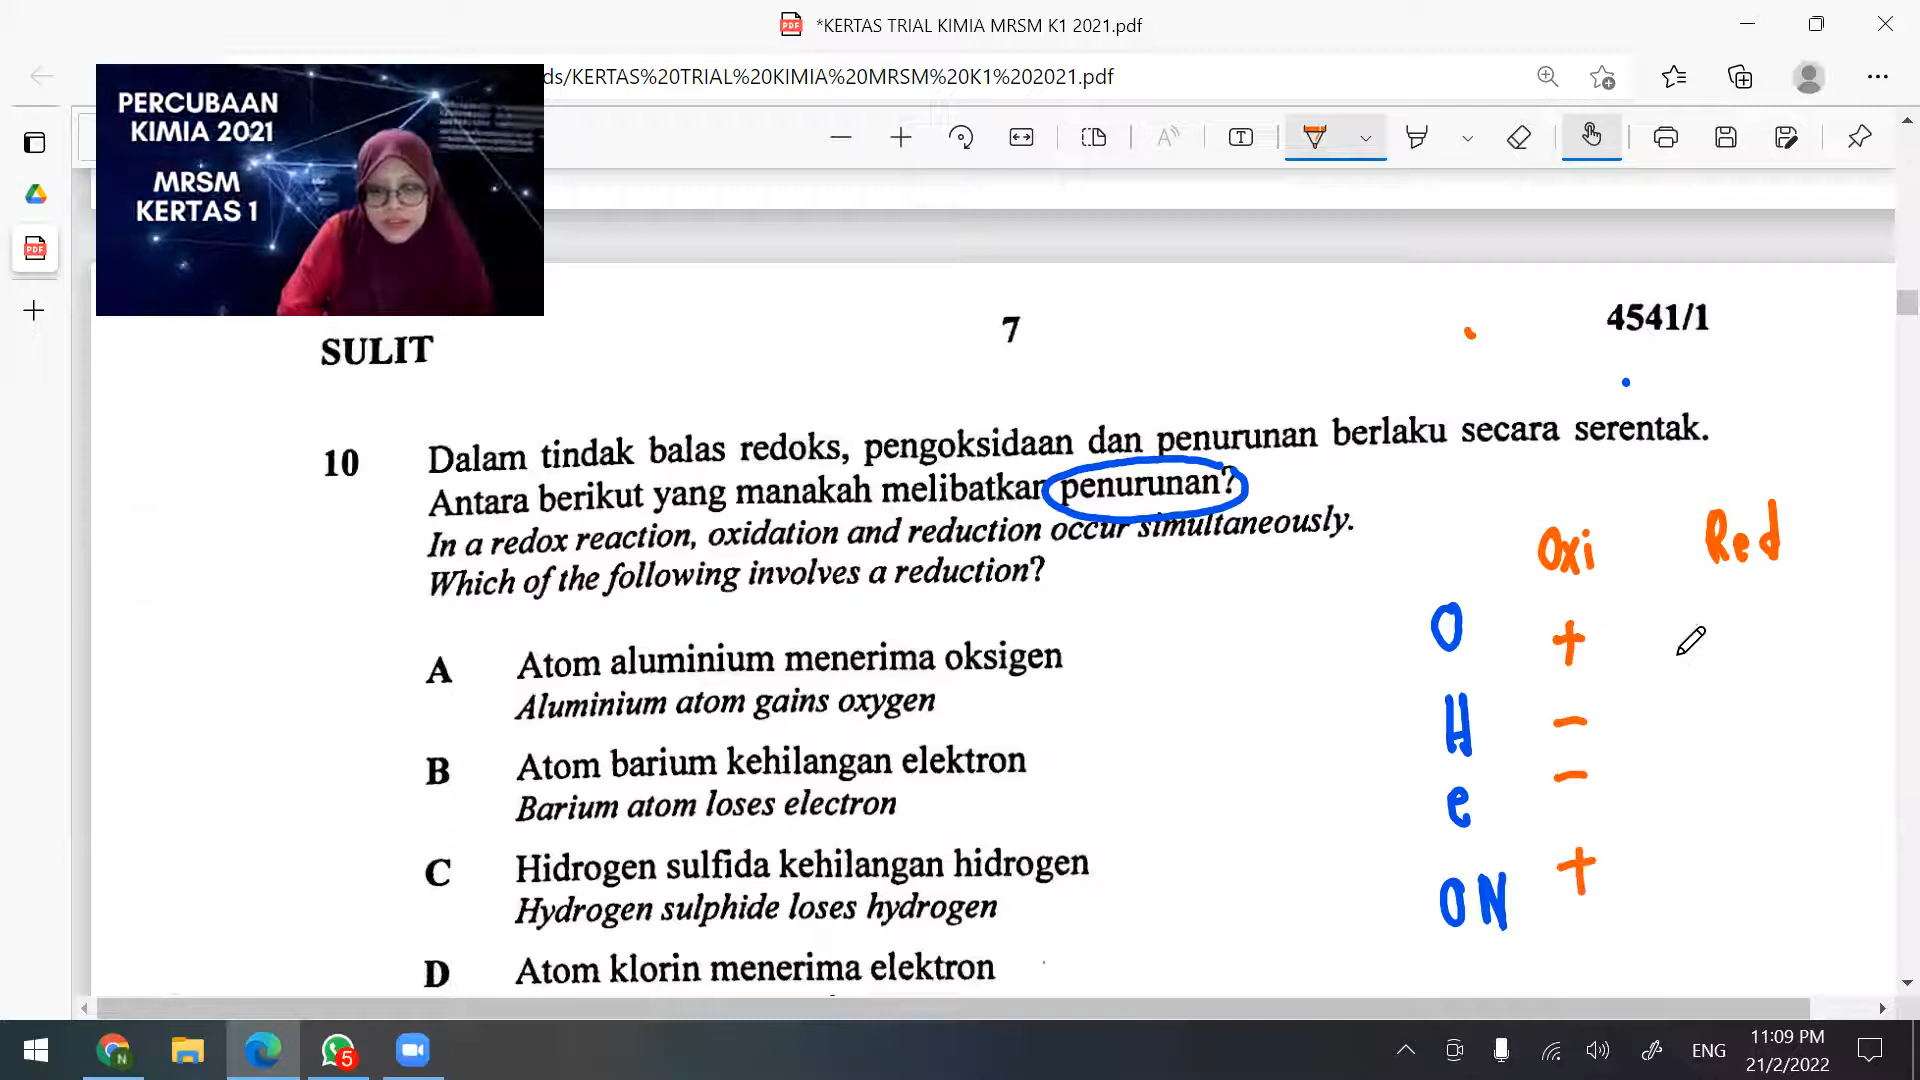 *KERTAS TRIAL KIMIA MRSM K1 2021.pdf
ds/KERTAS%20TRIAL%20KIMIA%20MRSM%20K1%202021.pdf
PERCUBAAN
KIMIA 2021
MRSM
KERTAS 1
SULIT
7
4541/1
10
Dalam tindak balas redoks, pengoksidaan dan penurunan berlaku secara serentak.
Antara berikut yang manakah melibatkan penurunan?
In a redox reaction, oxidation and reduction occur simultaneously.
Which of the following involves a reduction?
A Atom aluminium menerima oksigen
Aluminium atom gains oxygen
B Atom barium kehilangan elektron
Barium atom loses electron
C Hidrogen sulfida kehilangan hidrogen
Hydrogen sulphide loses hydrogen
D Atom klorin menerima elektron
Oxi Red
O +
H −
e −
ON +
N
5
ENG
11:09 PM
21/2/2022